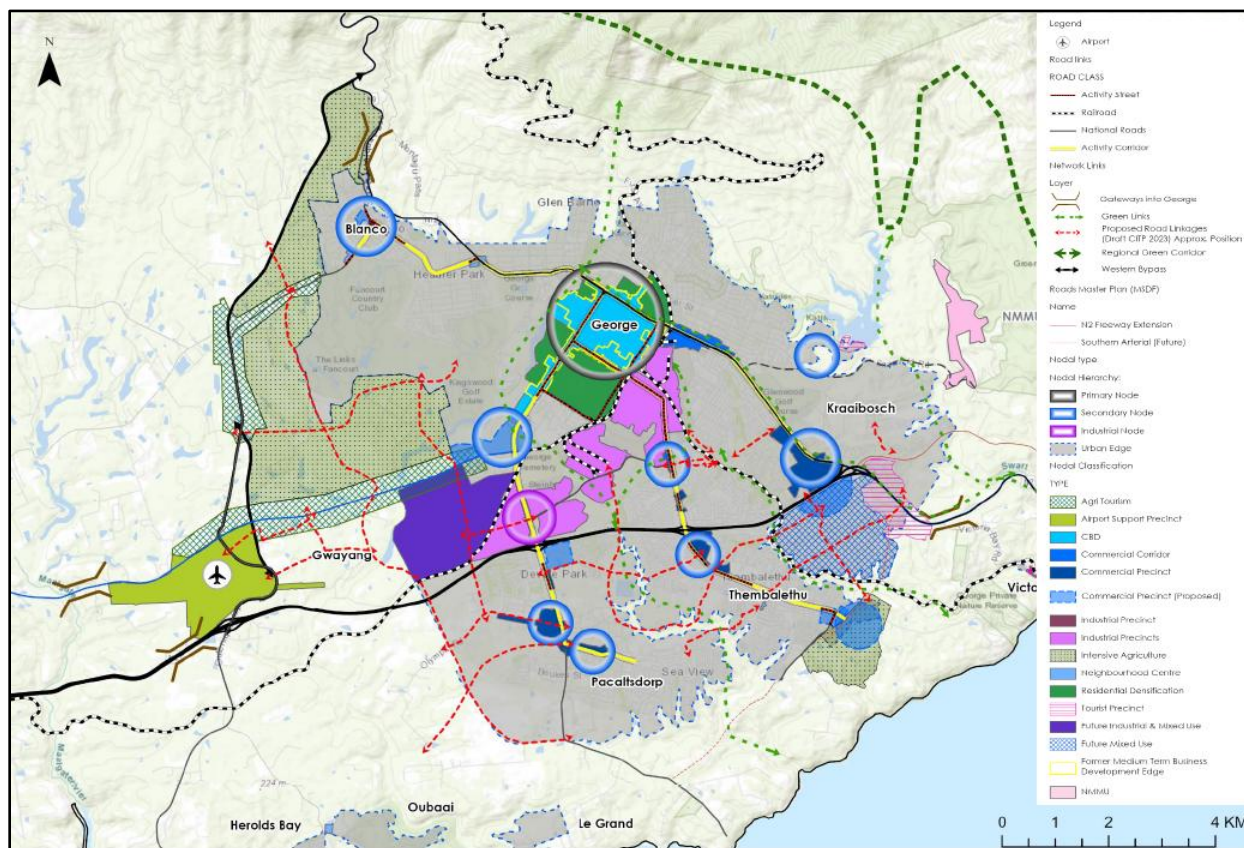 N
Blanco
Glen Barrie
Heather Park
George
Fancourt
Country
Club
The Links
at Fancourt
Kingswood
Golf
Estate
Kraaibosch
NMMU
Gwayang
Thembalethu
Thembalethu
Victo
George Private
Nature Reserve
Pacaltsdorp
Sea View
224 m
Oubaai
Herolds Bay
Le Grand
Legend
Airport
Road links
ROAD CLASS
Activity Street
Railroad
National Roads
Activity Corridor
Network Links
Layer
Gateways into George
Green Links
Proposed Road Linkages
(Draft CITP 2023) Approx. Position
Regional Green Corridor
Western Bypass
Roads Master Plan (MSDF)
Name
N2 Freeway Extension
Southern Arterial (Future)
Nodal type
Nodal Hierarchy:
Primary Node
Secondary Node
Industrial Node
Urban Edge
Nodal Classification
TYPE
Agri Tourism
Airport Support Precinct
CBD
Commercial Corridor
Commercial Precinct
Commercial Precinct (Proposed)
Industrial Precinct
Industrial Precincts
Intensive Agriculture
Neighbourhood Centre
Residential Densification
Tourist Precinct
Future Industrial & Mixed Use
Future Mixed Use
Former Medium Term Business
Development Edge
NMMU
0 1 2 4 KM